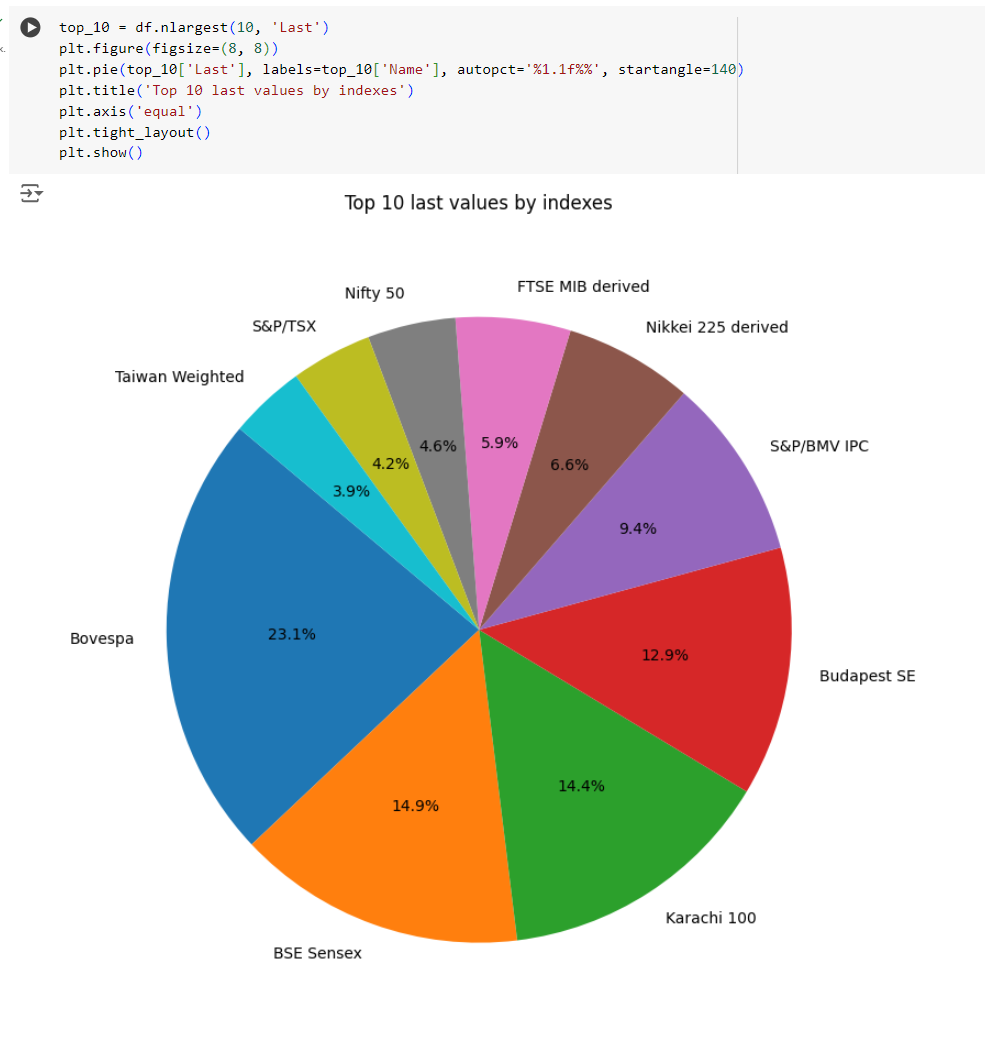 top_10 = df.nlargest(10, 'Last')
plt.figure(figsize=(8, 8))
plt.pie(top_10['Last'], labels=top_10['Name'], autopct='%1.1f%%', startangle=140)
plt.title('Top 10 last values by indexes')
plt.axis('equal')
plt.tight_layout()
plt.show()
Top 10 last values by indexes
FTSE MIB derived
Nifty 50
S&P/TSX
Nikkei 225 derived
Taiwan Weighted
S&P/BMV IPC
5.9%
4.6%
4.2%
6.6%
3.9%
9.4%
Bovespa
23.1%
12.9%
Budapest SE
14.4%
14.9%
Karachi 100
BSE Sensex